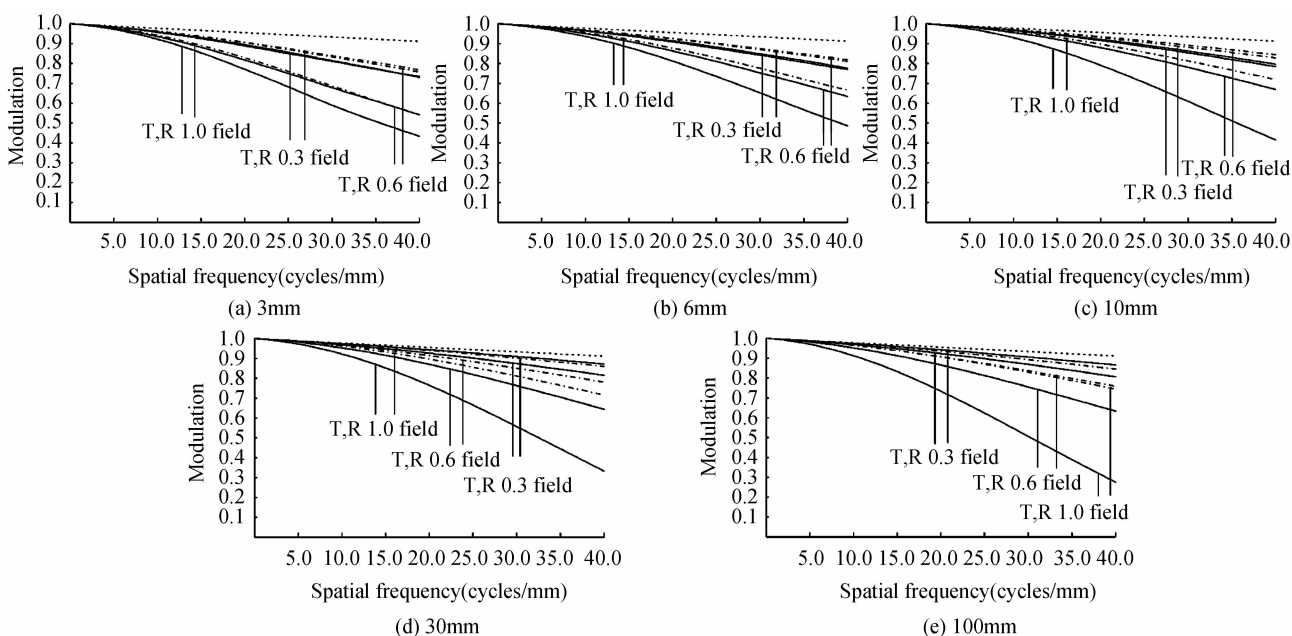 1.0
0.9
0.8
0.7
0.6
0.5
0.4
0.3
0.2
0.1
Modulation
T,R 1.0 field
T,R 0.3 field
T,R 0.6 field
5.0 10.0 15.0 20.0 25.0 30.0 35.0 40.0
Spatial frequency(cycles/mm)
(a) 3mm
1.0
0.9
0.8
0.7
0.6
0.5
0.4
0.3
0.2
0.1
Modulation
T,R 1.0 field
T,R 0.3 field
T,R 0.6 field
5.0 10.0 15.0 20.0 25.0 30.0 35.0 40.0
Spatial frequency(cycles/mm)
(b) 6mm
1.0
0.9
0.8
0.7
0.6
0.5
0.4
0.3
0.2
0.1
Modulation
T,R 1.0 field
T,R 0.6 field
T,R 0.3 field
5.0 10.0 15.0 20.0 25.0 30.0 35.0 40.0
Spatial frequency(cycles/mm)
(c) 10mm
1.0
0.9
0.8
0.7
0.6
0.5
0.4
0.3
0.2
0.1
Modulation
T,R 1.0 field
T,R 0.6 field
T,R 0.3 field
5.0 10.0 15.0 20.0 25.0 30.0 35.0 40.0
Spatial frequency(cycles/mm)
(d) 30mm
1.0
0.9
0.8
0.7
0.6
0.5
0.4
0.3
0.2
0.1
Modulation
T,R 0.3 field
T,R 0.6 field
T,R 1.0 field
5.0 10.0 15.0 20.0 25.0 30.0 35.0 40.0
Spatial frequency(cycles/mm)
(e) 100mm